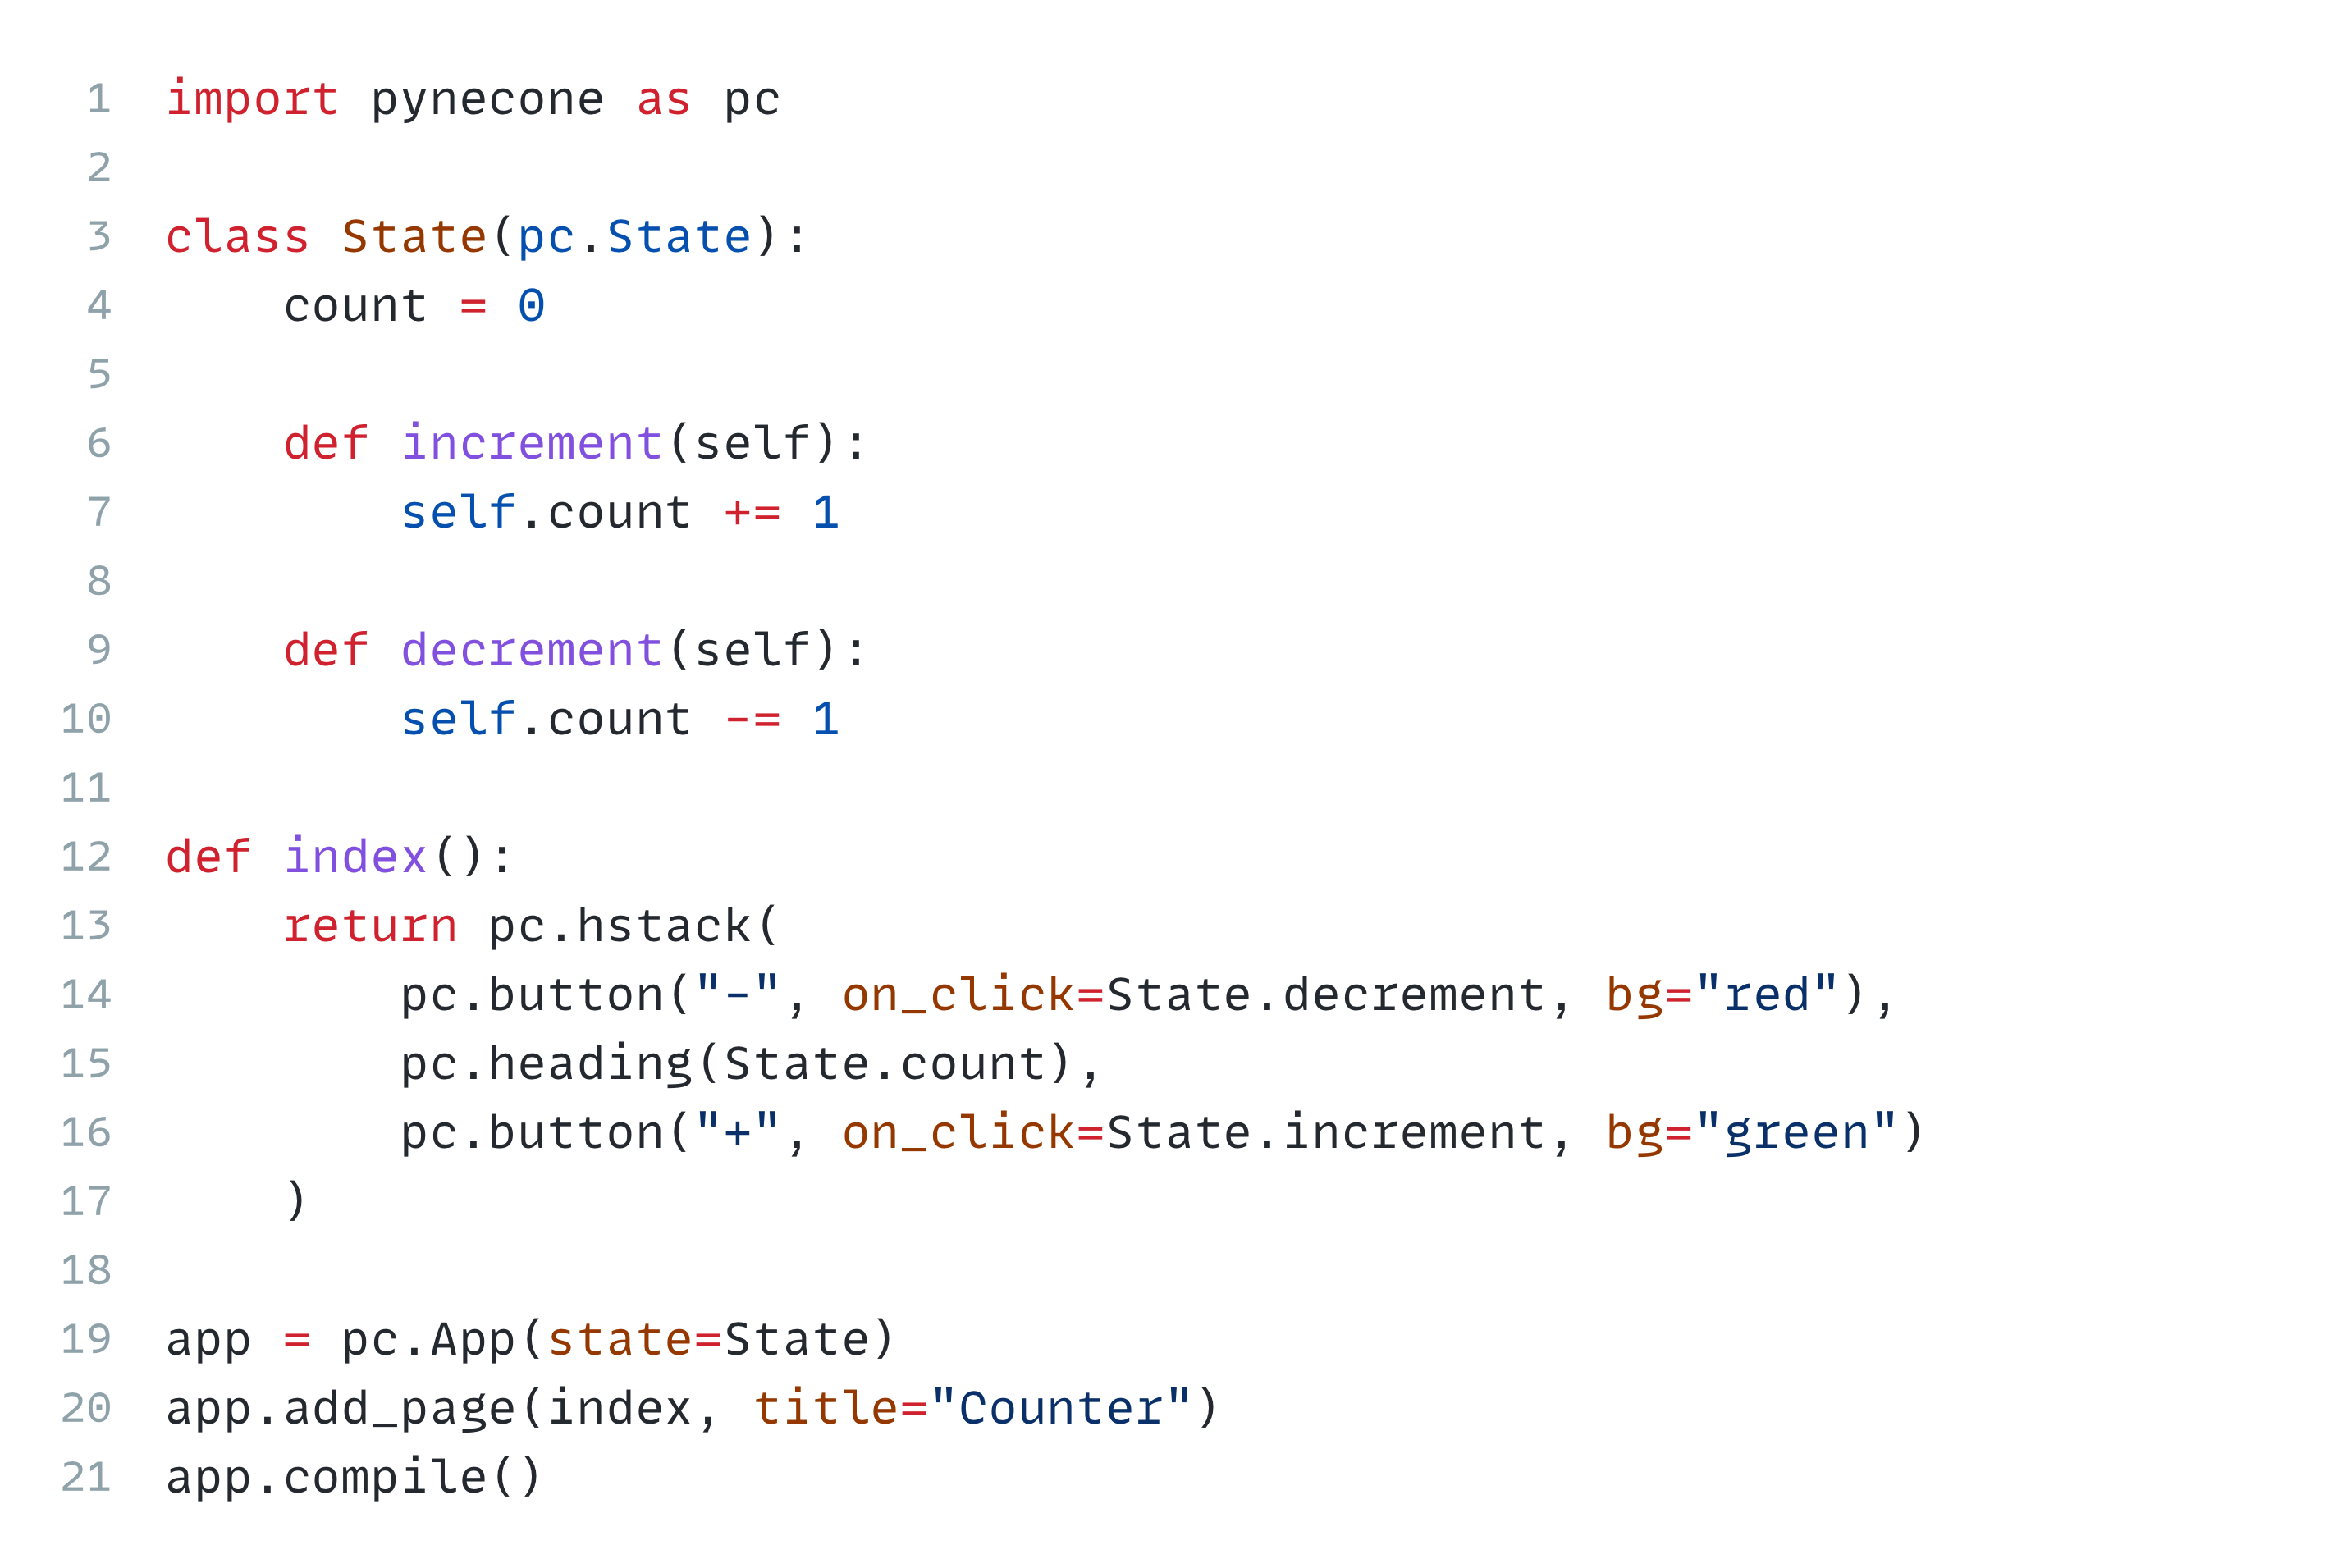 1 import pynecone as pc
2
3 class State(pc.State):
4     count = 0
5
6     def increment(self):
7         self.count += 1
8
9     def decrement(self):
10         self.count -= 1
11
12 def index():
13     return pc.hstack(
14         pc.button("-", on_click=State.decrement, bg="red"),
15         pc.heading(State.count),
16         pc.button("+", on_click=State.increment, bg="green")
17     )
18
19 app = pc.App(state=State)
20 app.add_page(index, title="Counter")
21 app.compile()